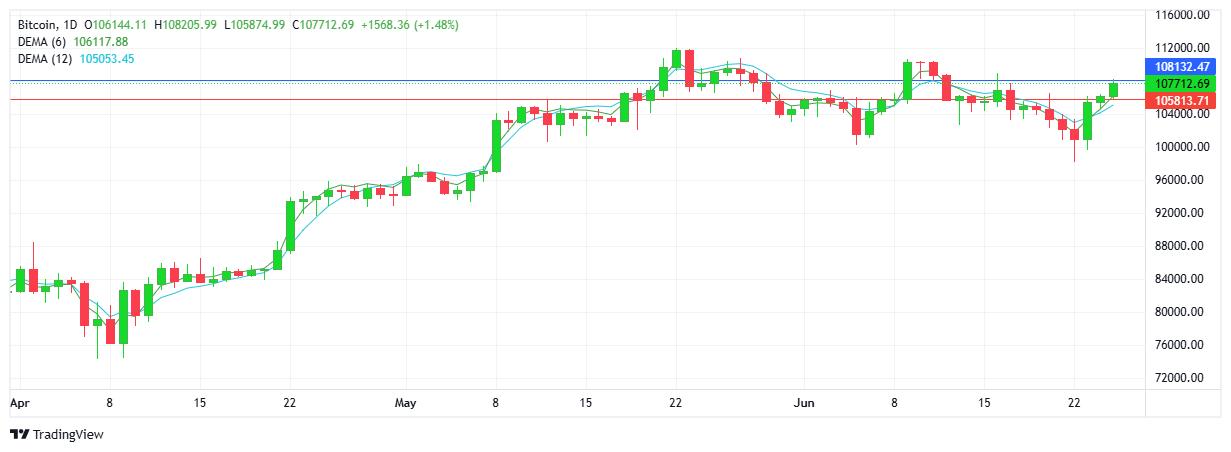 Bitcoin, 1D O106144.11 H108205.99 L105874.99 C107712.69 +1568.36 (+1.48%)
DEMA (6) 106117.88
DEMA (12) 105053.45
116000.00
112000.00
108132.47
107712.69
105813.71
104000.00
100000.00
96000.00
92000.00
88000.00
84000.00
80000.00
76000.00
72000.00
Apr 8 15 22 May 8 15 22 Jun 8 15 22
TradingView